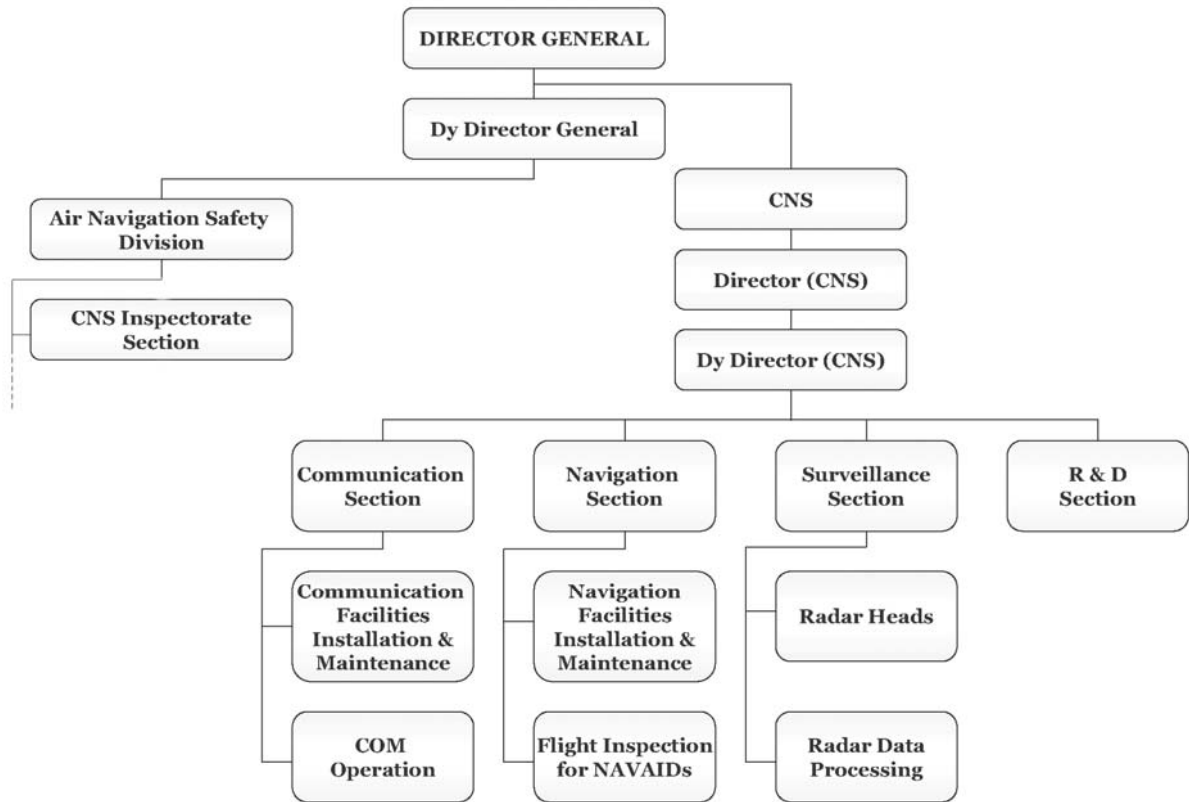 DIRECTOR GENERAL
Dy Director General
Air Navigation Safety
Division
CNS
Director (CNS)
CNS Inspectorate
Section
Dy Director (CNS)
Communication
Section
Navigation
Section
Surveillance
Section
R & D
Section
Communication
Facilities
Installation &
Maintenance
Navigation
Facilities
Installation &
Maintenance
Radar Heads
COM
Operation
Flight Inspection
for NAVAIDs
Radar Data
Processing